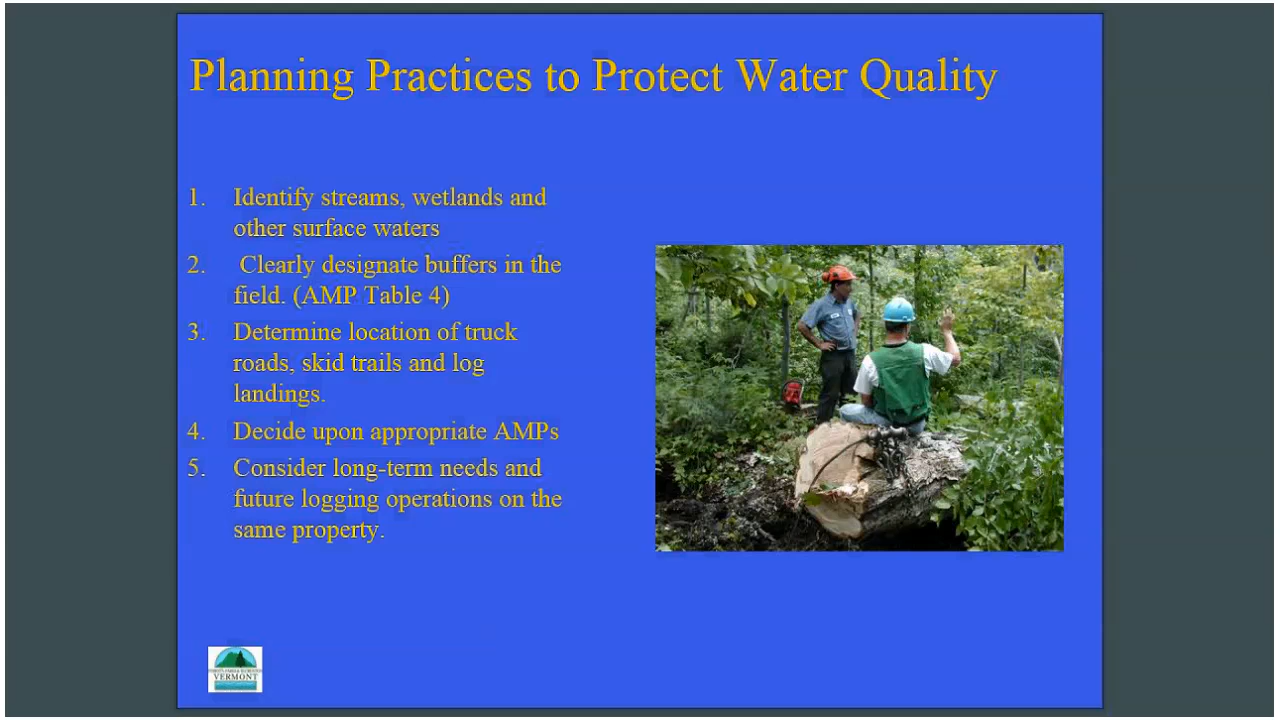 Planning Practices to Protect Water Quality
1. Identify streams, wetlands and
other surface waters
2. Clearly designate buffers in the
field. (AMP Table 4)
3. Determine location of truck
roads, skid trails and log
landings.
4. Decide upon appropriate AMPs
5. Consider long-term needs and
future logging operations on the
same property.
VERMONT